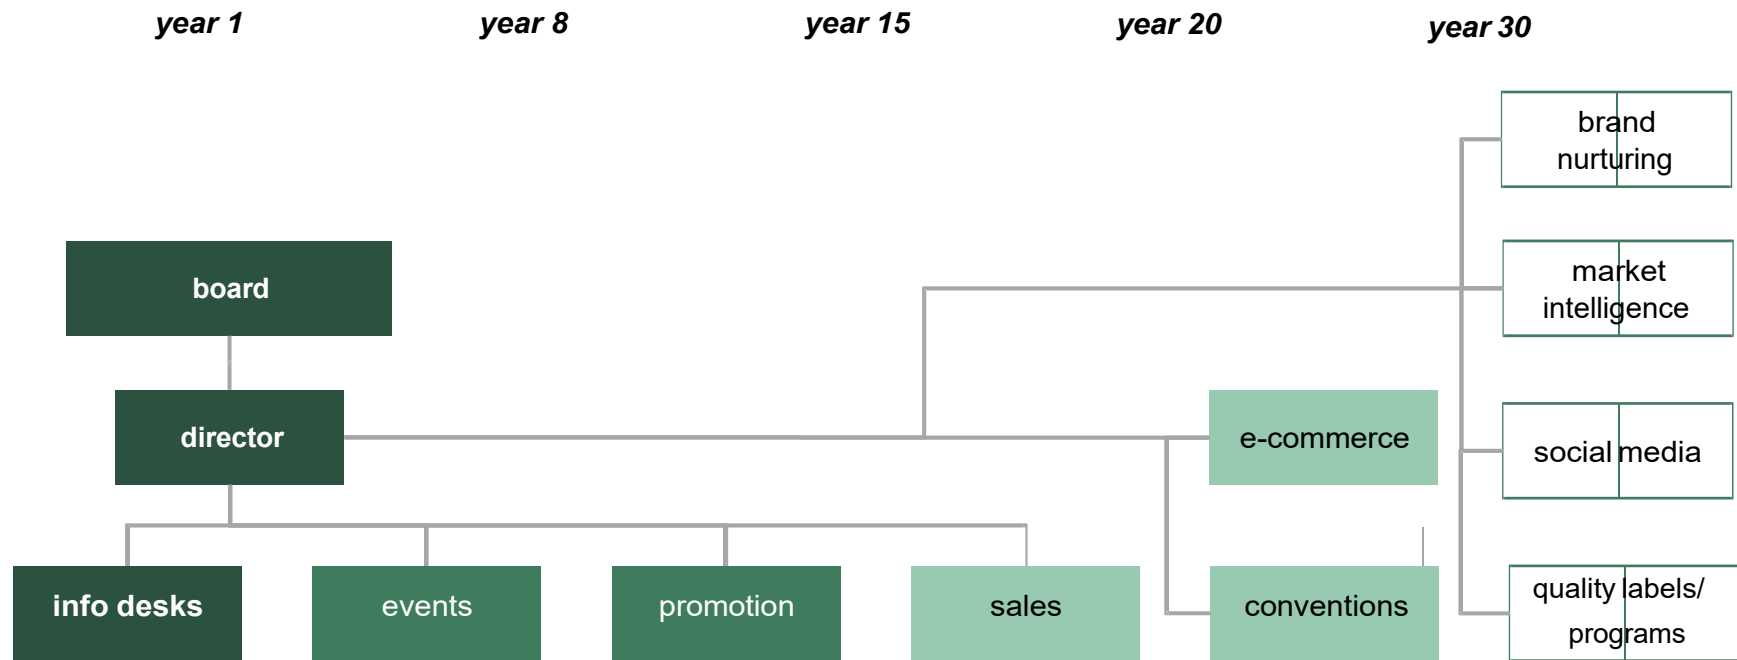 year 1
year 8
year 15
year 20
year 30
brand
nurturing
board
market
intelligence
director
e-commerce
social media
info desks
events
promotion
sales
conventions
quality labels/
programs